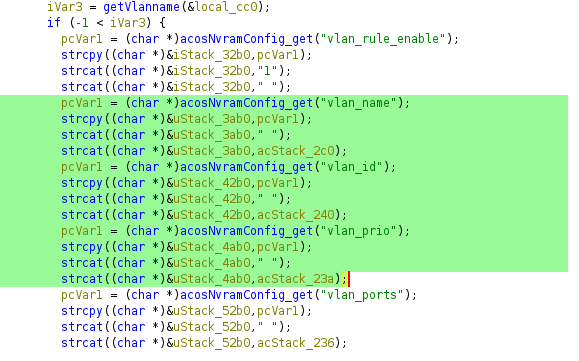 iVar3 = getVlanname(&local_cc0);
if (-1 < iVar3) {
pcVar1 = (char *)acosNvramConfig_get("vlan_rule_enable");
strcpy((char *)&iStack_32b0,pcVar1);
strcat((char *)&iStack_32b0,"1");
strcat((char *)&iStack_32b0," ");
pcVar1 = (char *)acosNvramConfig_get("vlan_name");
strcpy((char *)&uStack_3ab0,pcVar1);
strcat((char *)&uStack_3ab0," ");
strcat((char *)&uStack_3ab0,acStack_2c0);
pcVar1 = (char *)acosNvramConfig_get("vlan_id");
strcpy((char *)&uStack_42b0,pcVar1);
strcat((char *)&uStack_42b0," ");
strcat((char *)&uStack_42b0,acStack_240);
pcVar1 = (char *)acosNvramConfig_get("vlan_prio");
strcpy((char *)&uStack_4ab0,pcVar1);
strcat((char *)&uStack_4ab0," ");
strcat((char *)&uStack_4ab0,acStack_23a);
pcVar1 = (char *)acosNvramConfig_get("vlan_ports");
strcpy((char *)&uStack_52b0,pcVar1);
strcat((char *)&uStack_52b0," ");
strcat((char *)&uStack_52b0,acStack_236);